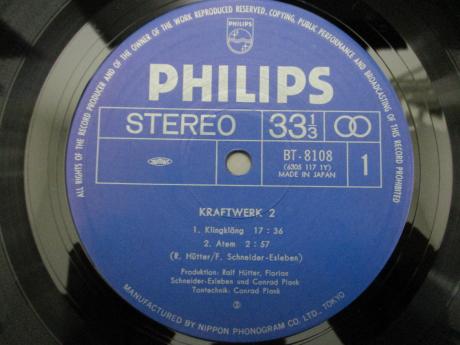 ALL RIGHTS OF THE RECORD PRODUCER AND OF THE OWNER OF THE WORK REPRODUCED RESERVED. COPYING, PUBLIC PERFORMANCE AND BROADCASTING OF THIS RECORD PROHIBITED
PHILIPS
PHILIPS
STEREO 33 1/3
BT-8108
(6305 117 1Y)
MADE IN JAPAN
1
KRAFTWERK 2
1. Klingkläng 17:36
2. Atem 2:57
(R. Hütter/F. Schneider-Esleben)
Produktion: Ralf Hütter, Florian
Schneider-Esleben und Conrad Plank
Tontechnik: Conrad Plank
MANUFACTURED BY NIPPON PHONOGRAM CO. LTD., TOKYO